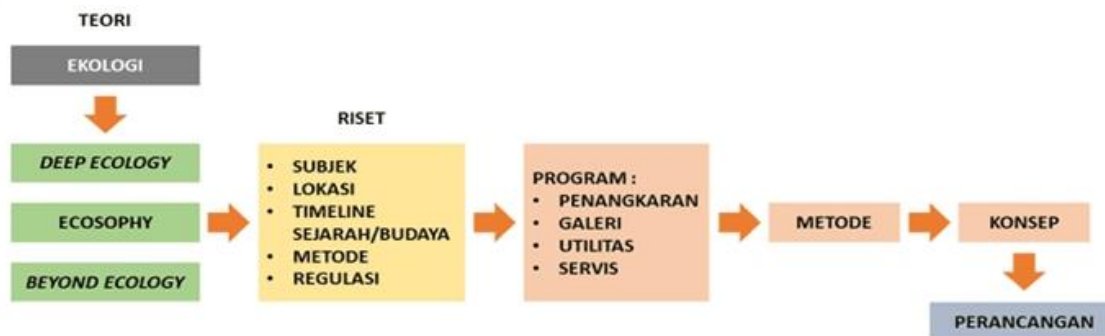 TEORI
EKOLOGI
DEEP ECOLOGY
ECOSOPHY
BEYOND ECOLOGY
RISET
• SUBJEK
• LOKASI
• TIMELINE
SEJARAH/BUDAYA
• METODE
• REGULASI
PROGRAM :
• PENANGKARAN
• GALERI
• UTILITAS
• SERVIS
METODE
KONSEP
PERANCANGAN